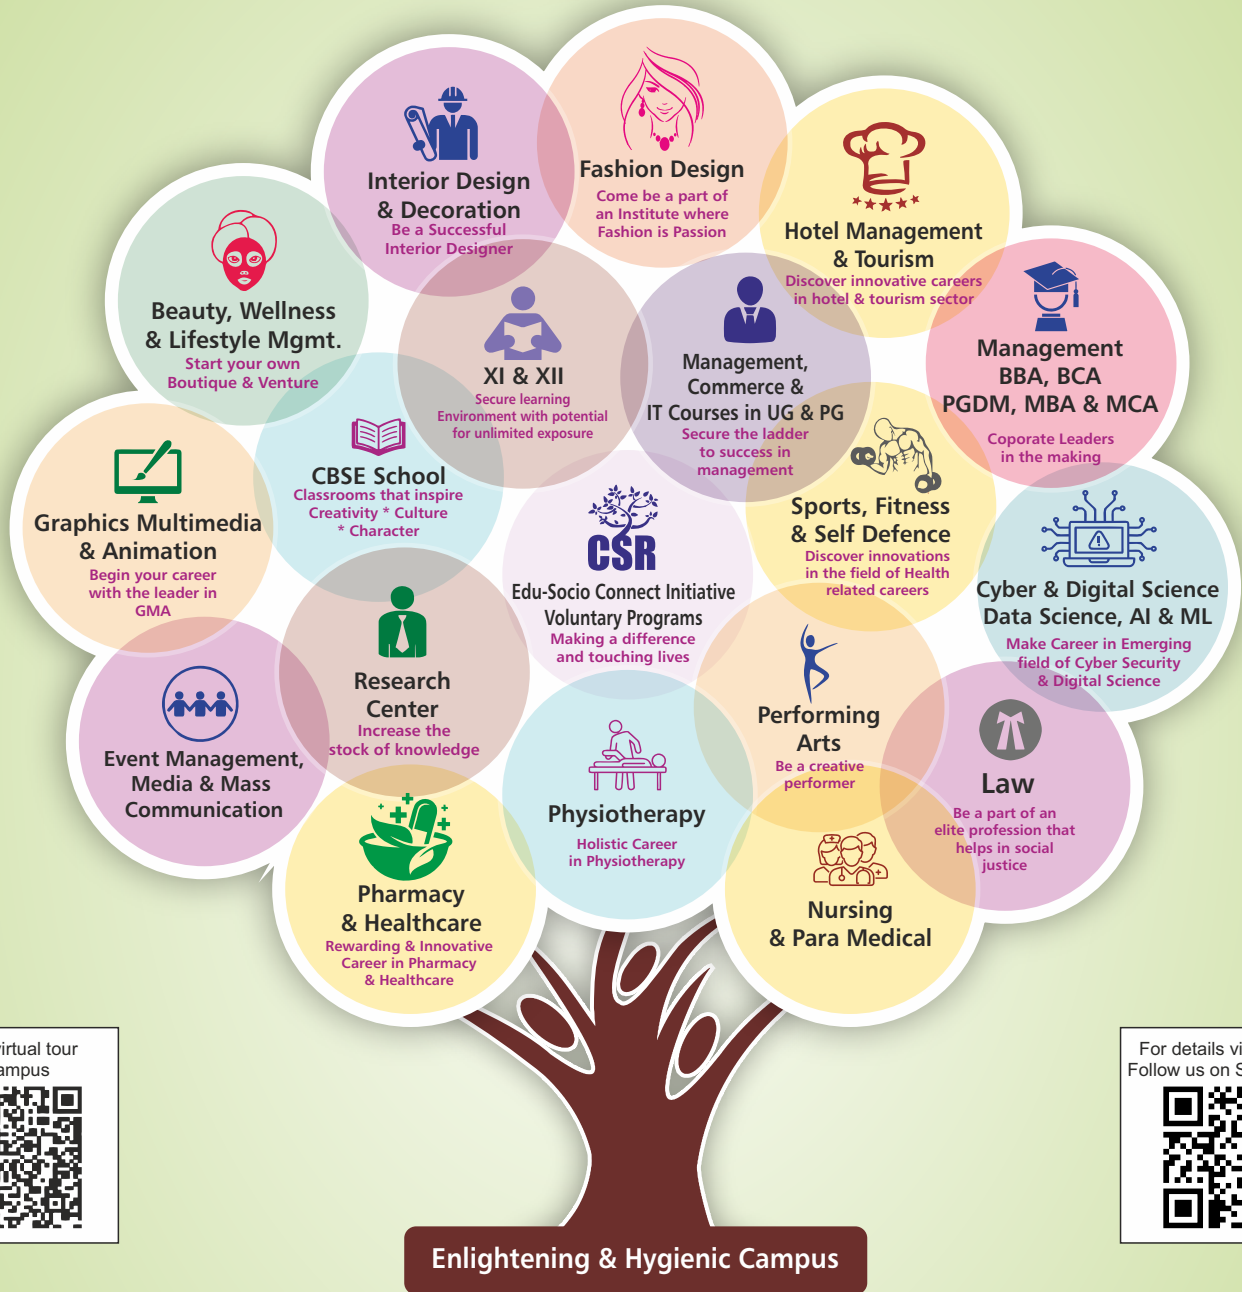 Fashion Design
Come be a part of
an Institute where
Fashion is Passion
Interior Design
& Decoration
Be a Successful
Interior Designer
Hotel Management
& Tourism
Discover innovative careers
in hotel & tourism sector
Beauty, Wellness
& Lifestyle Mgmt.
Start your own
Boutique & Venture
XI & XII
Secure learning
Environment with potential
for unlimited exposure
Management,
Commerce &
IT Courses in UG & PG
Secure the ladder
to success in
management
Management
BBA, BCA
PGDM, MBA & MCA
Coporate Leaders
in the making
Graphics Multimedia
& Animation
Begin your career
with the leader in
GMA
CBSE School
Classrooms that inspire
Creativity * Culture
* Character
CSR
Edu-Socio Connect Initiative
Voluntary Programs
Making a difference
and touching lives
Sports, Fitness
& Self Defence
Discover innovations
in the field of Health
related careers
Cyber & Digital Science
Data Science, AI & ML
Make Career in Emerging
field of Cyber Security
& Digital Science
Event Management,
Media & Mass
Communication
Research
Center
Increase the
stock of knowledge
Physiotherapy
Holistic Career
in Physiotherapy
Performing
Arts
Be a creative
performer
Law
Be a part of an
elite profession that
helps in social
justice
Pharmacy
& Healthcare
Rewarding & Innovative
Career in Pharmacy
& Healthcare
Nursing
& Para Medical
virtual tour
ampus
For details vi
Follow us on S
Enlightening & Hygienic Campus